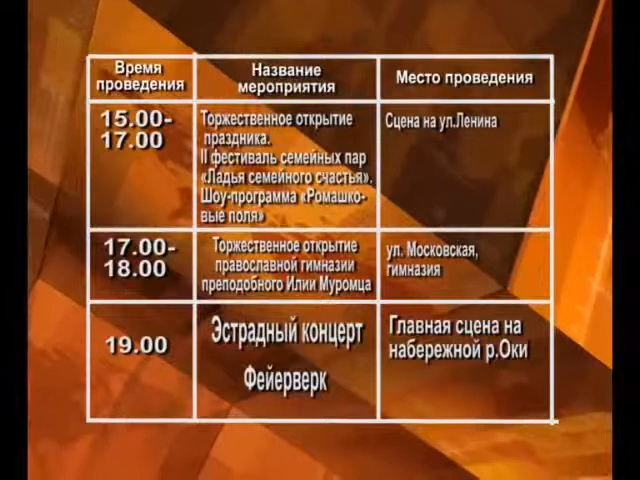 Время
проведения
Название
мероприятия
Место проведения
15.00-
17.00
Торжественное открытие
праздника.
II фестиваль семейных пар
«Ладья семейного счастья».
Шоу-программа «Ромашко-
вые поля»
Сцена на ул.Ленина
17.00-
18.00
Торжественное открытие
православной гимназии
преподобного Илии Муромца
ул. Московская,
гимназия
19.00
Эстрадный концерт
Фейерверк
Главная сцена на
набережной р.Оки